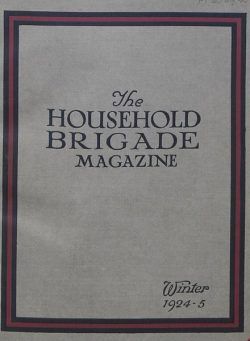 The
HOUSEHOLD
BRIGADE
MAGAZINE
Winter
1924-5